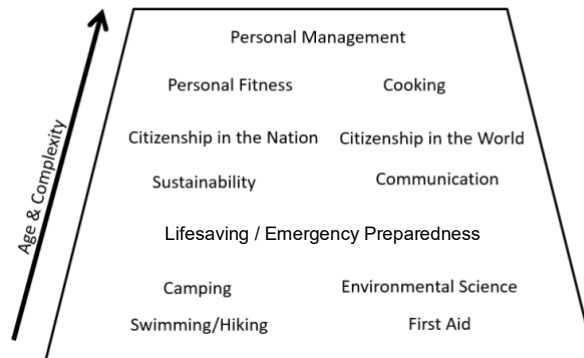 Personal Management
Personal Fitness Cooking
Citizenship in the Nation Citizenship in the World
Sustainability Communication
Lifesaving / Emergency Preparedness
Camping Environmental Science
Swimming/Hiking First Aid
Age & Complexity